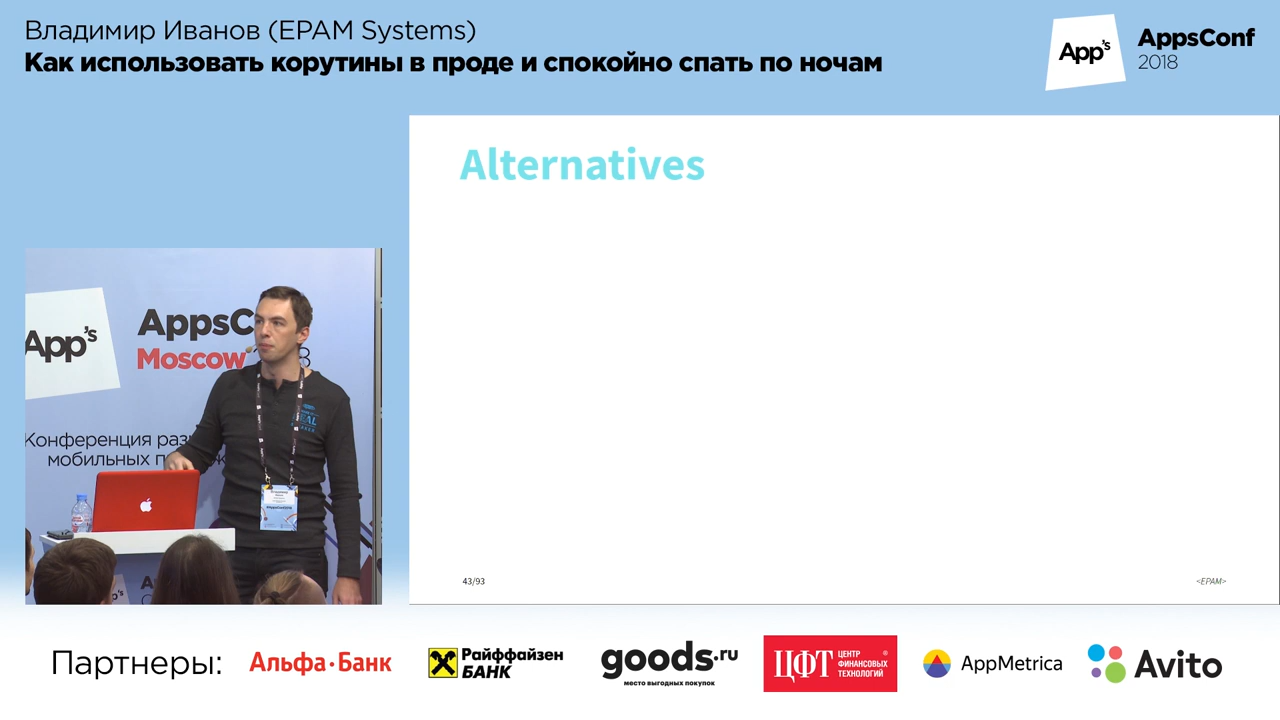 Владимир Иванов (EPAM Systems)
Как использовать корутины в проде и спокойно спать по ночам
App's
AppsConf
2018
Alternatives
App's
AppsC
Moscow
Конференция
мобильных
43/93
<EPAM>
Партнеры:
Альфа·Банк
Райффайзен
БАНК
goods.ru
место выгодных покупок
ЦФТ
ЦЕНТР
ФИНАНСОВЫХ
ТЕХНОЛОГИЙ
®
AppMetrica
Avito